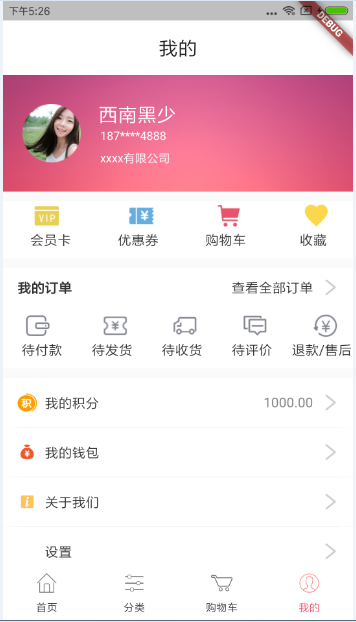 下午5:26
DEBUG
我的
西南黑少
187****4888
xxxx有限公司
VIP
会员卡
优惠券
购物车
收藏
我的订单
查看全部订单
待付款
待发货
待收货
待评价
退款/售后
积
我的积分
1000.00
我的钱包
关于我们
设置
首页
分类
购物车
我的